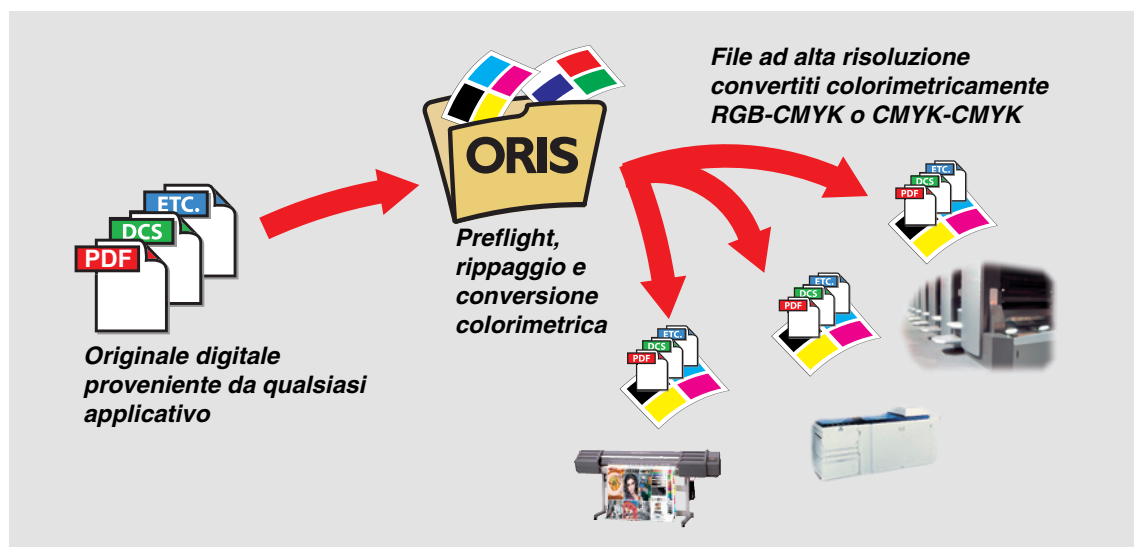 Originale digitale
proveniente da qualsiasi
applicativo
ETC.
DCS
PDF
ORIS
Preflight,
rippaggio e
conversione
colorimetrica
File ad alta risoluzione
convertiti colorimetricamente
RGB-CMYK o CMYK-CMYK
ETC.
DCS
PDF
ETC.
DCS
PDF
ETC.
DCS
PDF